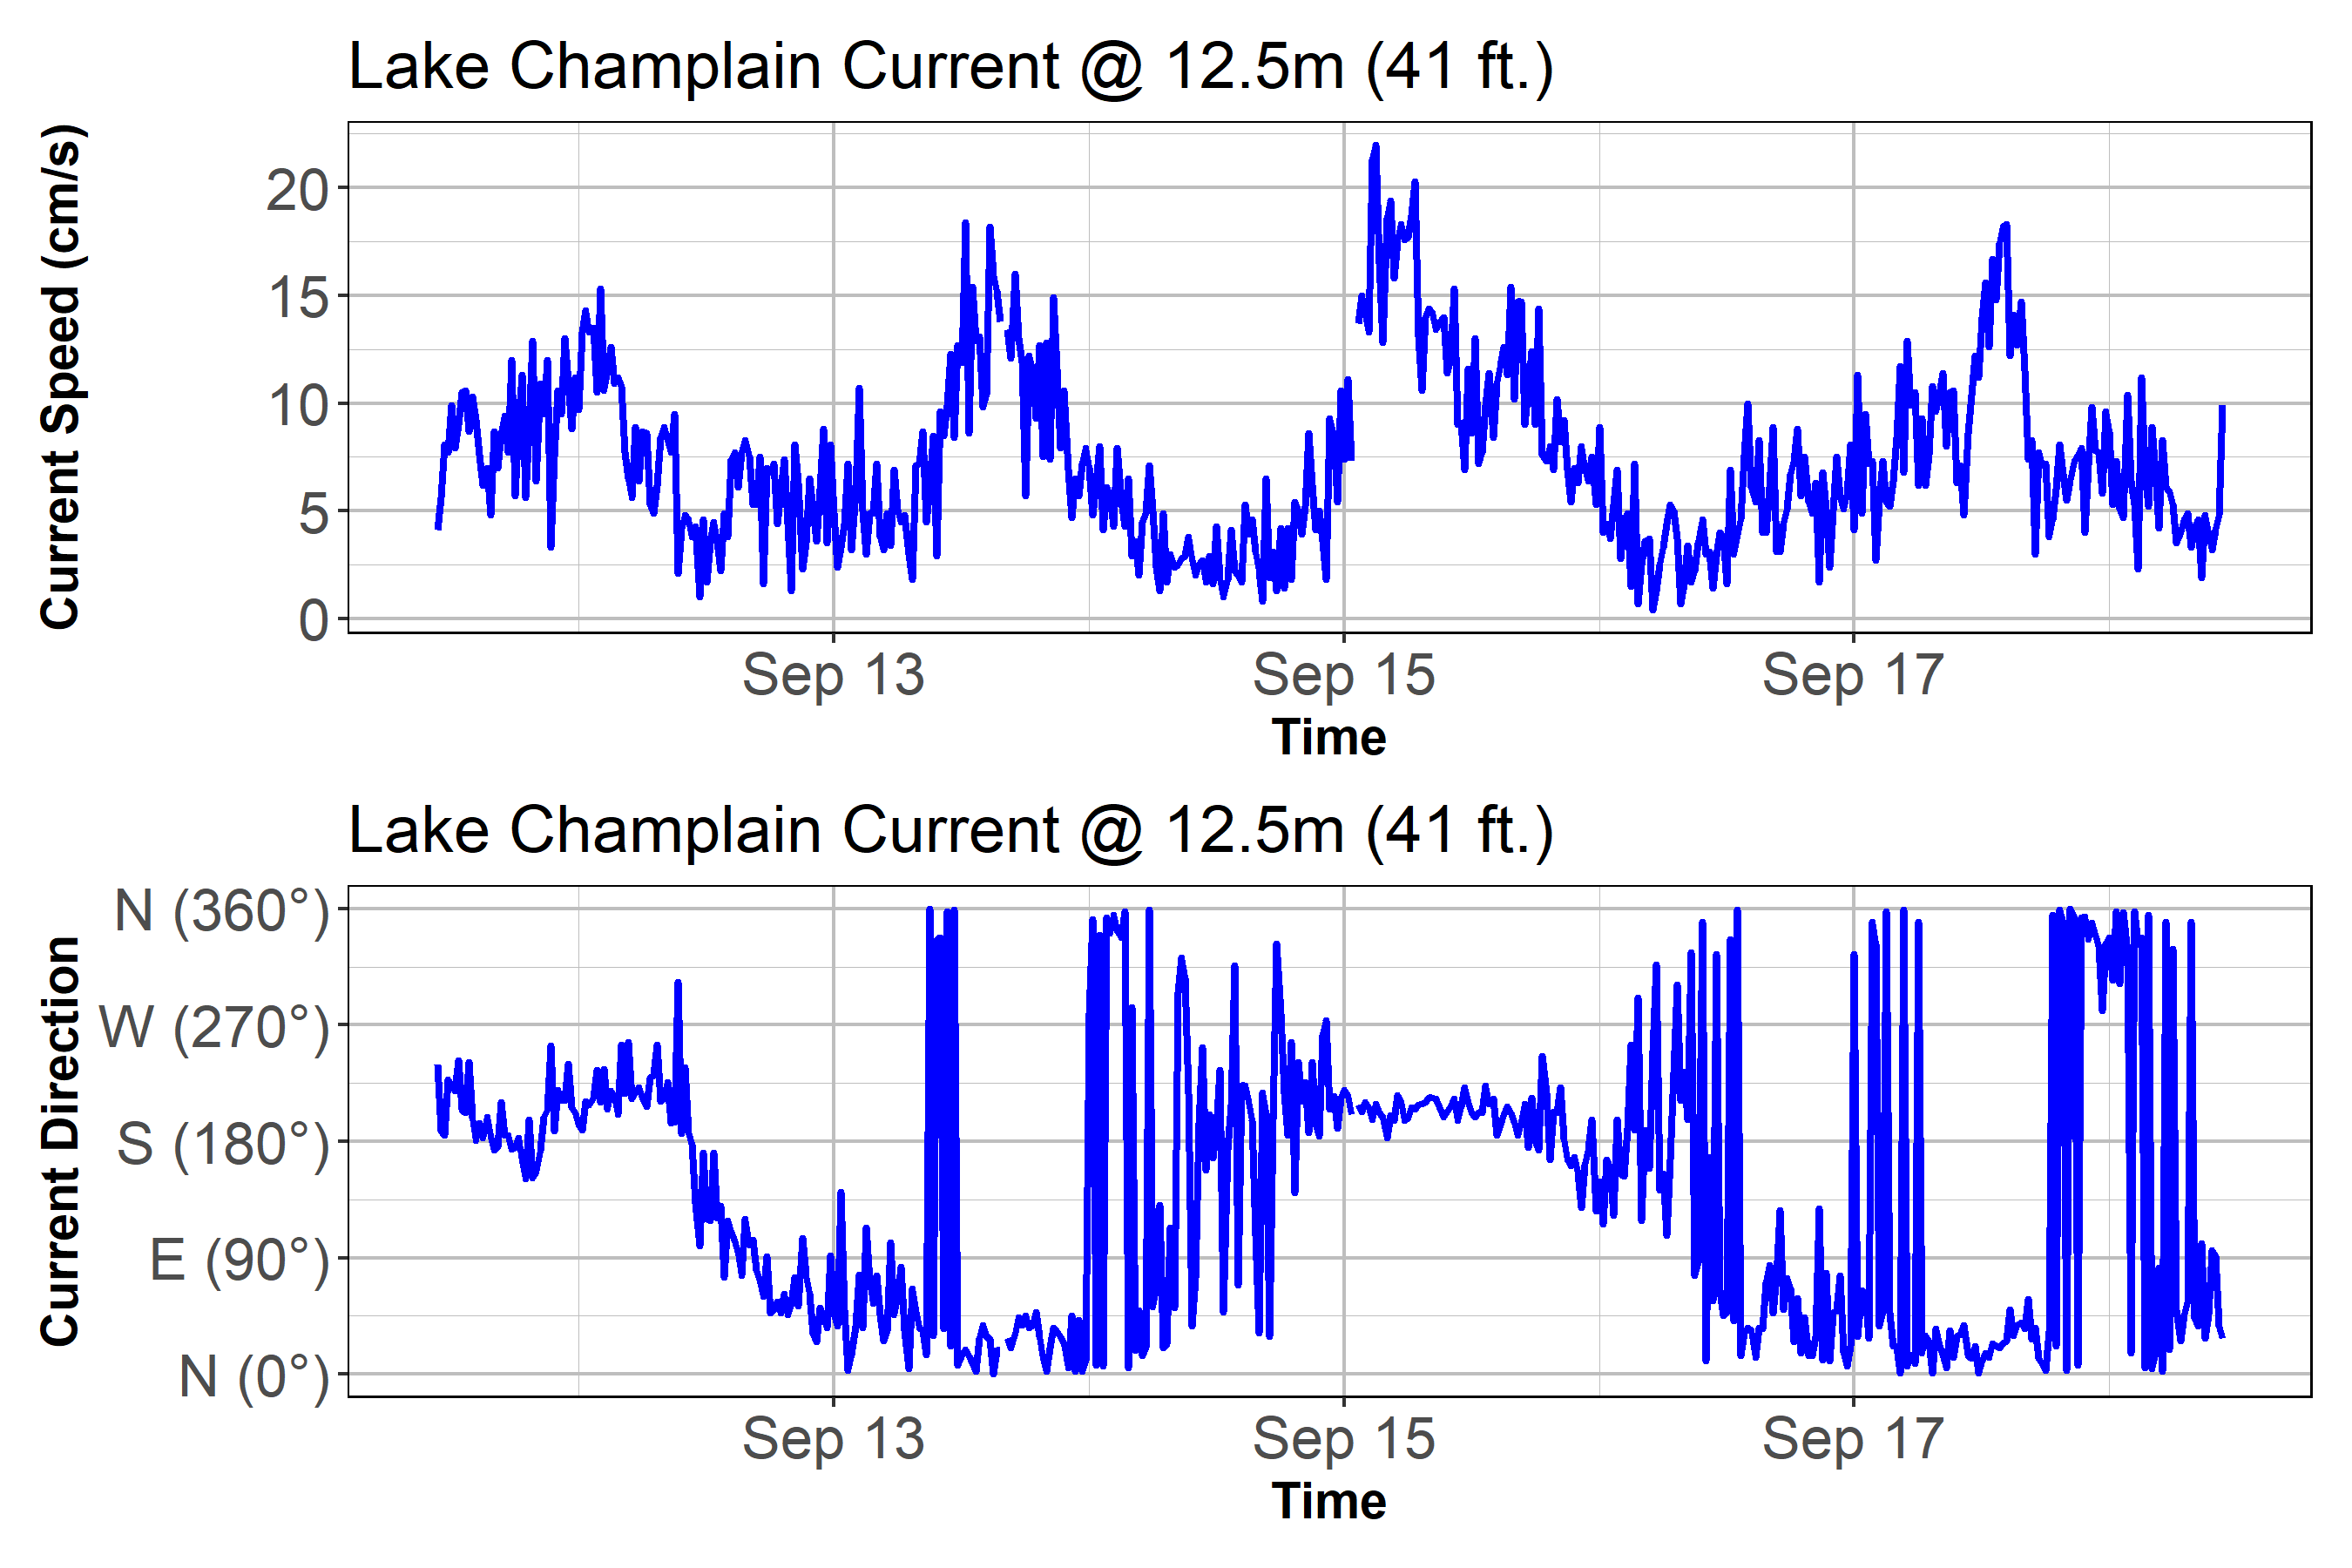 Lake Champlain Current @ 12.5m (41 ft.)
Current Speed (cm/s)
20
15
10
5
0
Sep 13 Sep 15 Sep 17
Time
Lake Champlain Current @ 12.5m (41 ft.)
Current Direction
N (360°)
W (270°)
S (180°)
E (90°)
N (0°)
Sep 13 Sep 15 Sep 17
Time